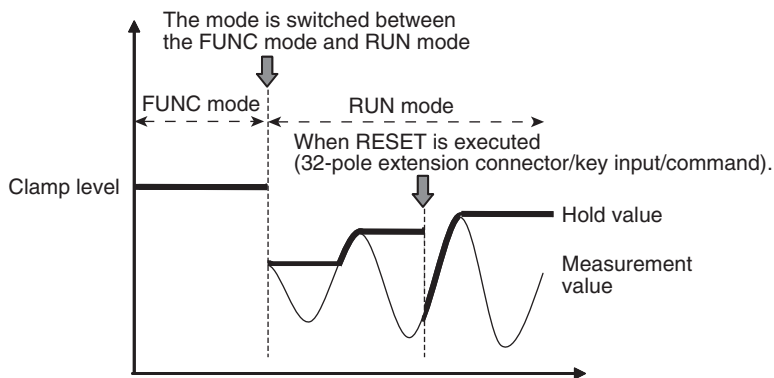 The mode is switched between
the FUNC mode and RUN mode
FUNC mode
RUN mode
When RESET is executed
(32-pole extension connector/key input/command).
Clamp level
Hold value
Measurement
value